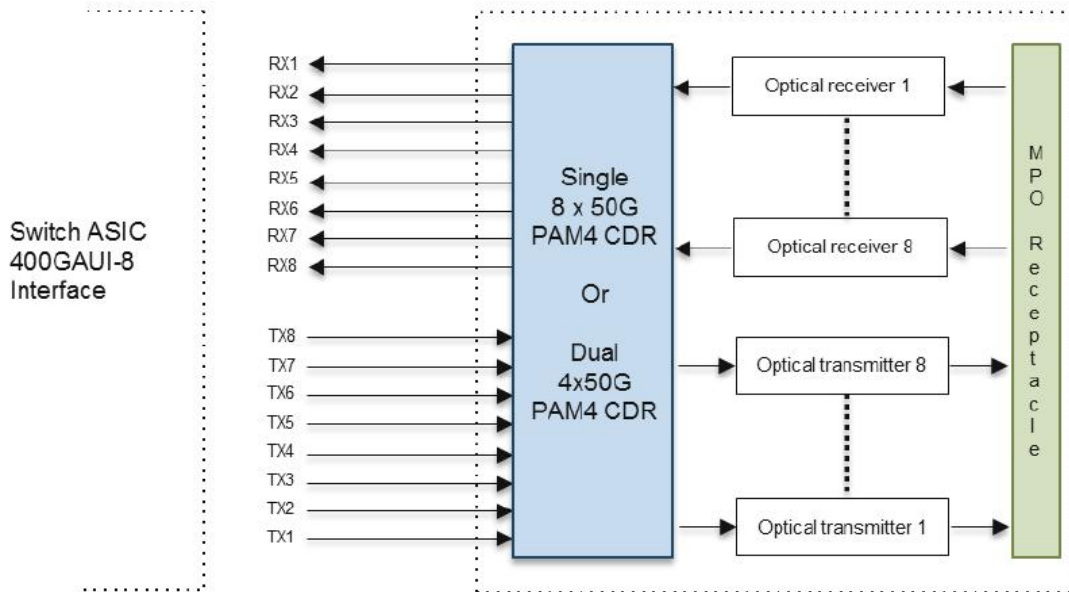 Switch ASIC
400GAUI-8
Interface
RX1
RX2
RX3
RX4
RX5
RX6
RX7
RX8
TX8
TX7
TX6
TX5
TX4
TX3
TX2
TX1
Single
8 x 50G
PAM4 CDR
Or
Dual
4x50G
PAM4 CDR
Optical receiver 1
Optical receiver 8
Optical transmitter 8
Optical transmitter 1
MPO Receptacle